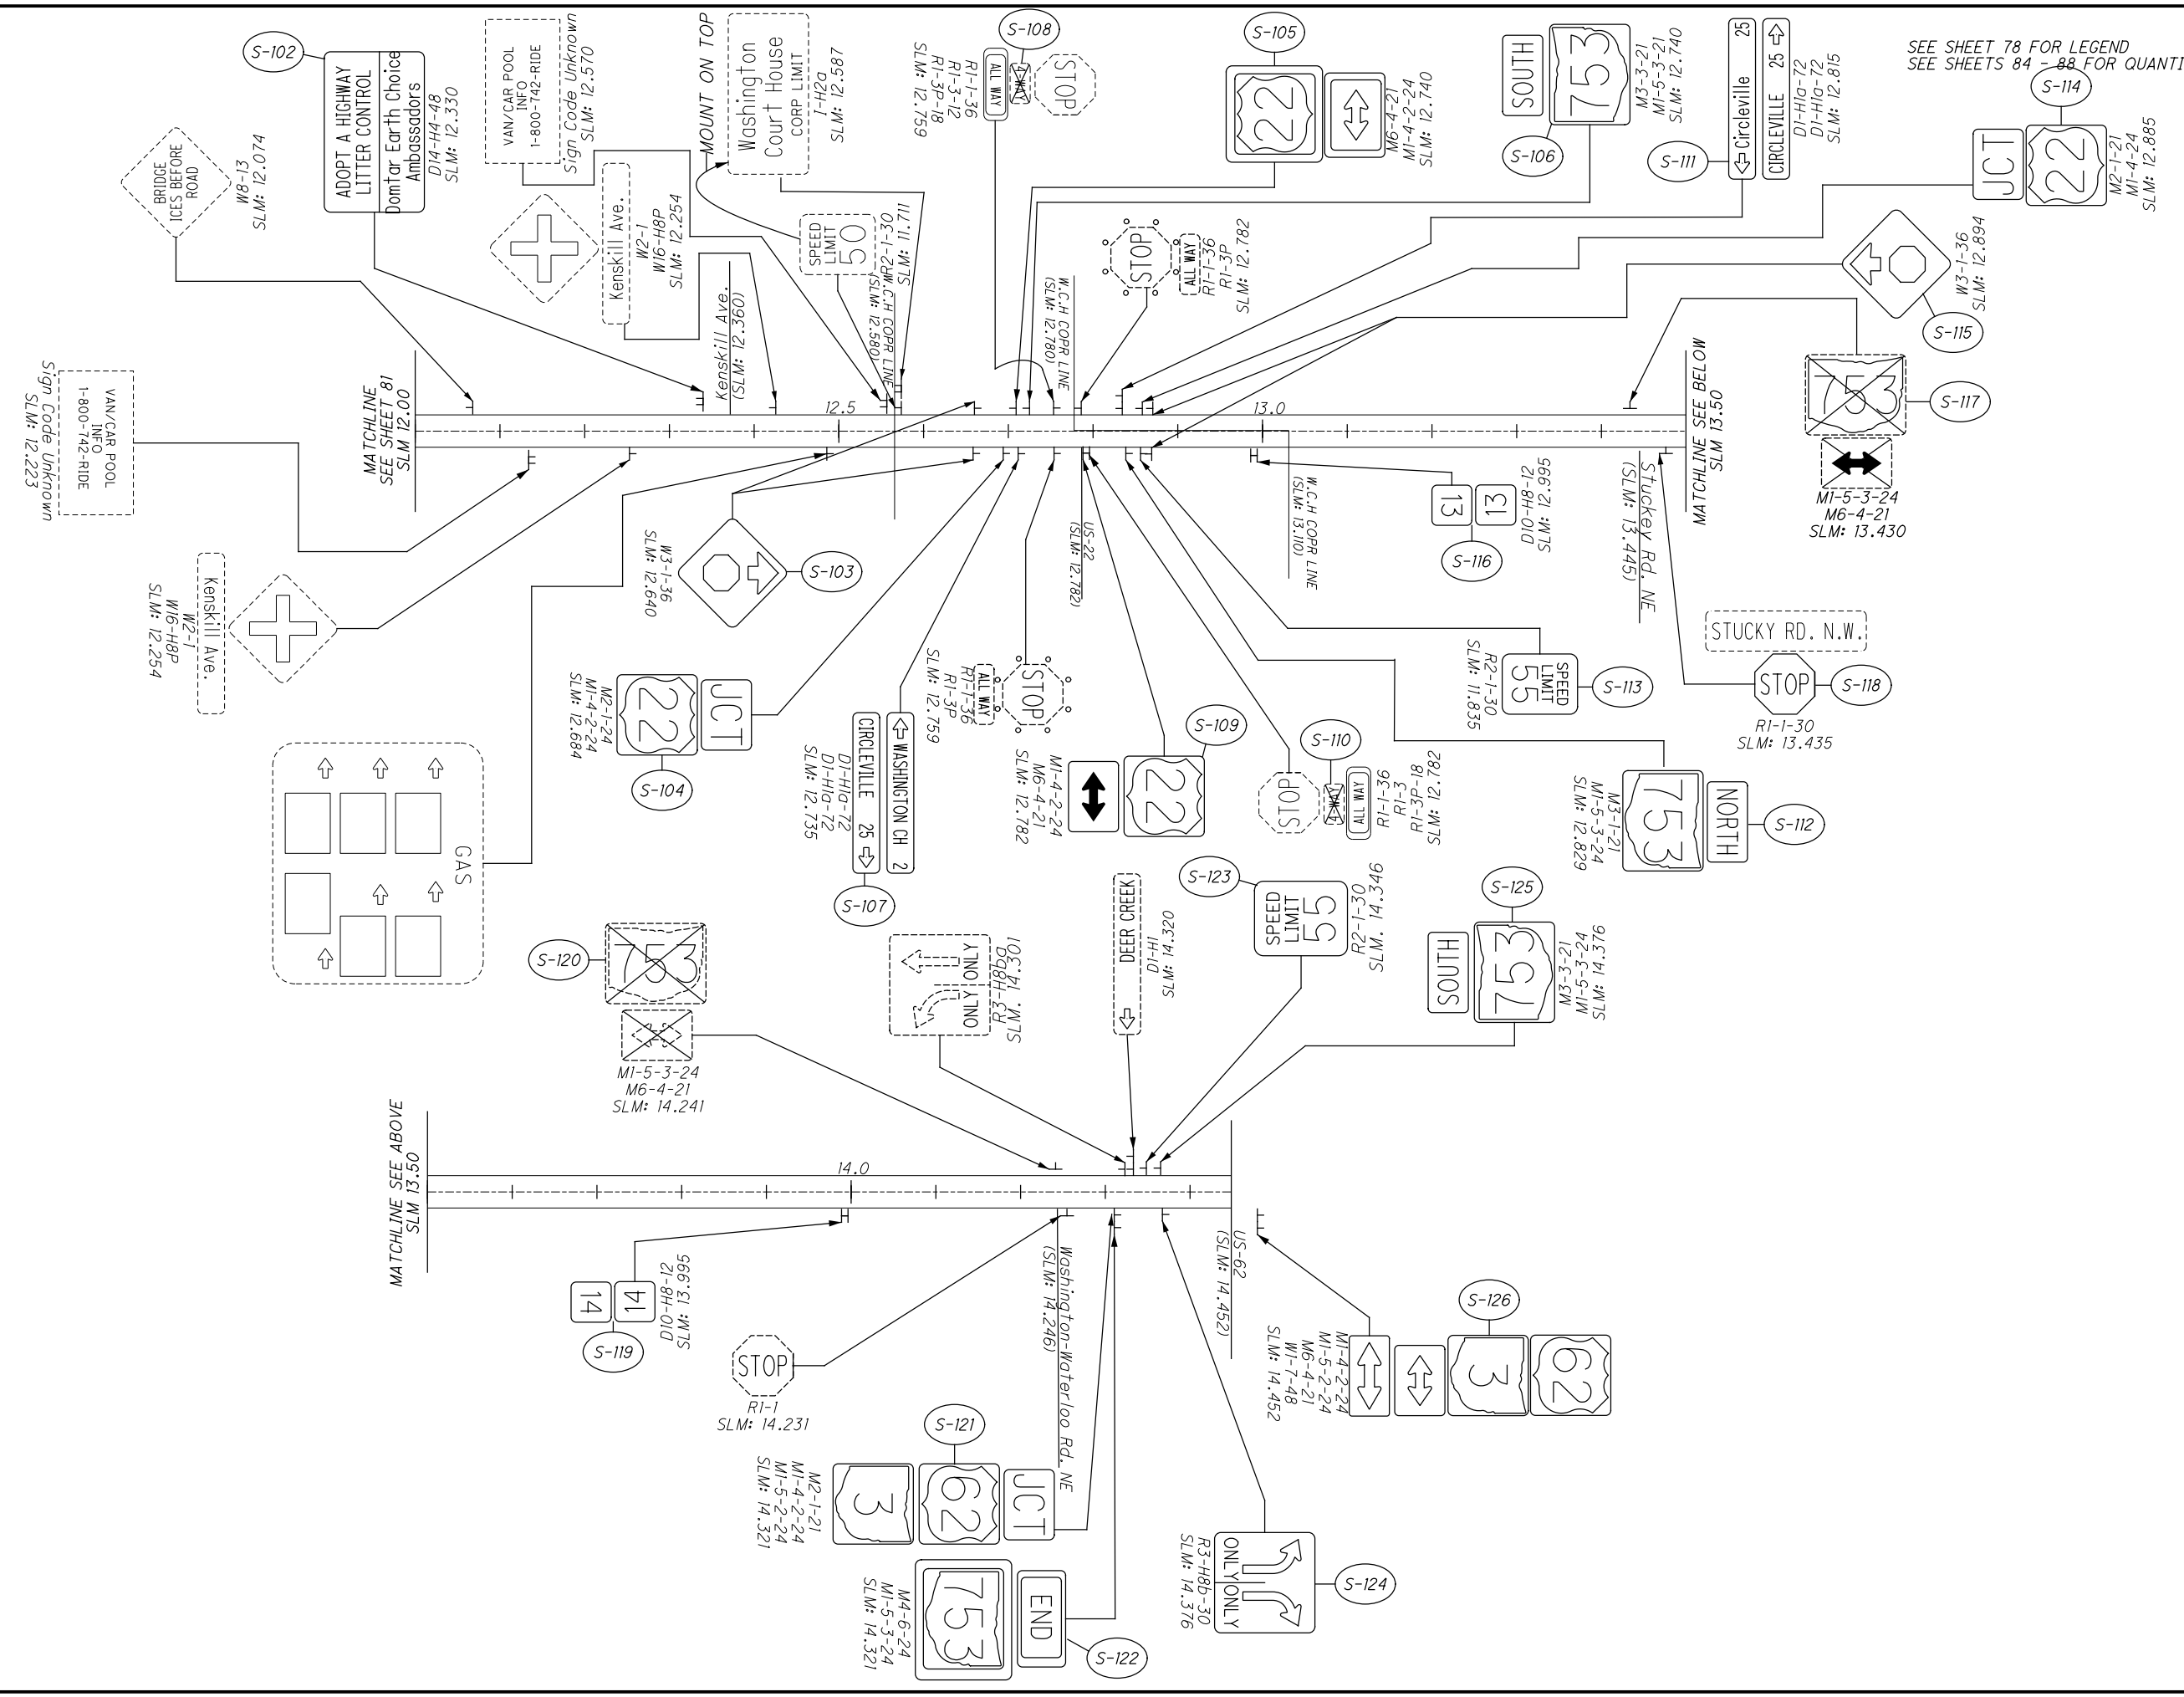 SEE SHEET 78 FOR LEGEND
SEE SHEETS 84 - 88 FOR QUANTI
S-102
ADOPT A HIGHWAY
LITTER CONTROL
Domtar Earth Choice
Ambassadors
D14-H4-48
SLM: 12.330
BRIDGE
ICES BEFORE
ROAD
W8-13
SLM: 12.074
VAN/CAR POOL
INFO
1-800-742-RIDE
Sign Code Unknown
SLM: 12.570
Kenskill Ave.
W2-1
W16-H8P
SLM: 12.254
MOUNT ON TOP
Washington
Court House
CORP LIMIT
I-H2a
SLM: 12.587
SPEED
LIMIT
50
R2-1-30
SLM: 11.711
S-108
STOP
4-WAY
ALL WAY
R1-1-36
R1-3-12
R1-3P-18
SLM: 12.759
S-105
22
M6-4-21
M1-4-2-24
SLM: 12.740
SOUTH
753
M3-3-21
M1-5-3-21
SLM: 12.740
S-106
S-111
Circleville 25
CIRCLEVILLE 25
D1-H1a-72
D1-H1a-72
SLM: 12.815
S-114
JCT
22
M2-1-21
M1-4-24
SLM: 12.885
W3-1-36
SLM: 12.894
S-115
STOP
ALL WAY
R1-1-36
R1-3P
SLM: 12.782
753
S-117
M1-5-3-24
M6-4-21
SLM: 13.430
MATCHLINE
SEE SHEET 81
SLM 12.00
Kenskill Ave.
(SLM: 12.360)
12.5
W.C.H COPR LINE
(SLM: 12.580)
W.C.H COPR LINE
(SLM: 12.780)
13.0
MATCHLINE SEE BELOW
SLM 13.50
VAN/CAR POOL
INFO
1-800-742-RIDE
Sign Code Unknown
SLM: 12.223
Kenskill Ave.
W2-1
W16-H8P
SLM: 12.254
S-103
W3-1-36
SLM: 12.640
US-22
(SLM: 12.782)
W.C.H COPR LINE
(SLM: 13.110)
13
13
D10-H8-12
SLM: 12.995
S-116
Stuckey Rd. NE
(SLM: 13.445)
STUCKY RD. N.W.
STOP
S-118
R1-1-30
SLM: 13.435
SPEED
LIMIT
55
S-113
R2-1-30
SLM: 11.835
JCT
22
M2-1-24
M1-4-2-24
SLM: 12.684
S-104
STOP
ALL WAY
R1-1-36
R1-3P
SLM: 12.759
WASHINGTON CH 2
CIRCLEVILLE 25
D1-H1a-72
D1-H1a-72
SLM: 12.735
S-107
S-109
22
M1-4-2-24
M6-4-21
SLM: 12.782
S-110
STOP
4-WAY
ALL WAY
R1-1-36
R1-3
R1-3P-18
SLM: 12.782
NORTH
753
S-112
M3-1-21
M1-5-3-24
SLM: 12.829
GAS
S-120
753
M1-5-3-24
M6-4-21
SLM: 14.241
ONLY ONLY
R3-H8ba
SLM. 14.301
DEER CREEK
D1-H1
SLM: 14.320
S-123
SPEED
LIMIT
55
R2-1-30
SLM. 14.346
S-125
SOUTH
753
M3-3-21
M1-5-3-24
SLM: 14.376
MATCHLINE SEE ABOVE
SLM 13.50
14.0
14
14
D10-H8-12
SLM: 13.995
S-119
STOP
R1-1
SLM: 14.231
Washington-Waterloo Rd. NE
(SLM: 14.246)
US-62
(SLM: 14.452)
S-126
62
3
M1-4-2-24
M1-5-2-24
M6-4-21
W1-7-48
SLM: 14.452
S-121
JCT
62
3
M2-1-21
M1-4-2-24
M1-5-2-24
SLM: 14.321
END
753
S-122
M4-6-24
M1-5-3-24
SLM: 14.321
ONLY ONLY
S-124
R3-H8b-30
SLM: 14.376